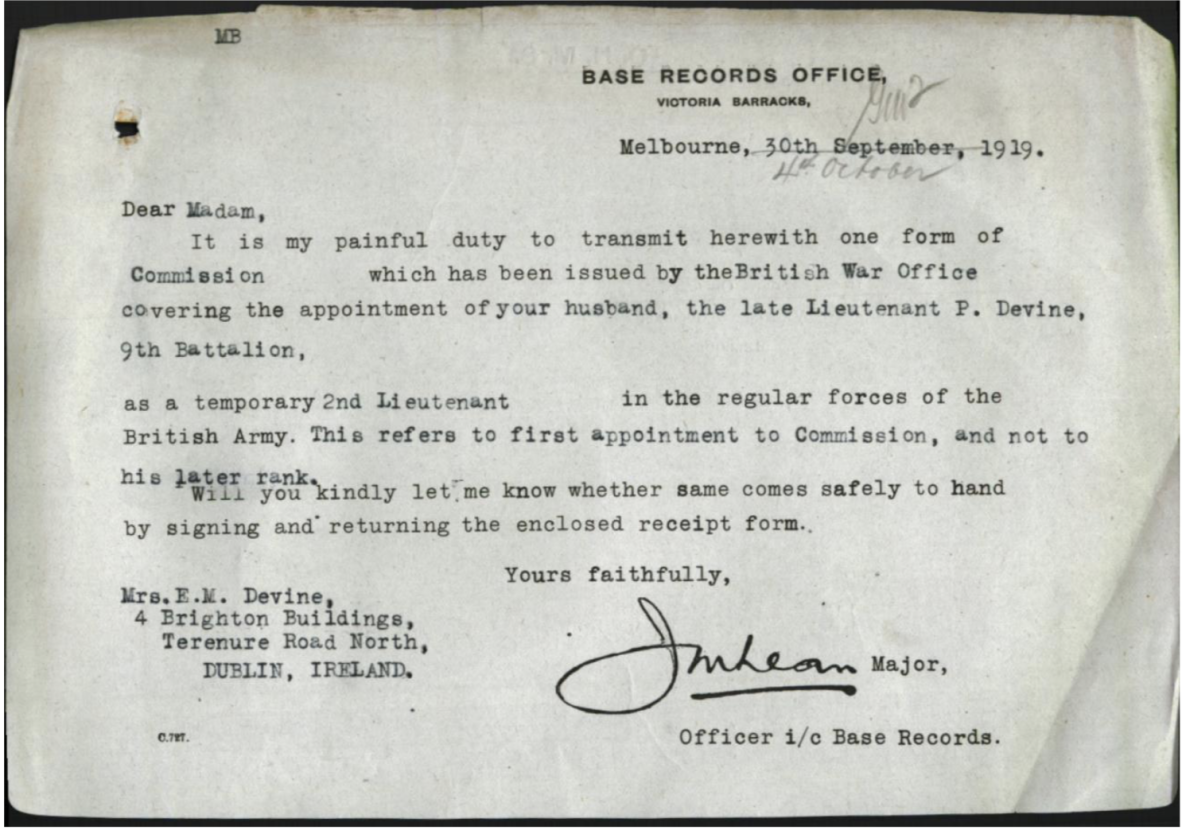 MB
BASE RECORDS OFFICE,
VICTORIA BARRACKS,
Melbourne, 30th September, 1919.
4th October
Dear Madam,
It is my painful duty to transmit herewith one form of
Commission which has been issued by theBritish War Office
covering the appointment of your husband, the late Lieutenant P. Devine,
9th Battalion,
as a temporary 2nd Lieutenant in the regular forces of the
British Army. This refers to first appointment to Commission, and not to
his later rank.
Will you kindly let me know whether same comes safely to hand
by signing and returning the enclosed receipt form.
Yours faithfully,
Mrs.E.M. Devine,
4 Brighton Buildings,
Terenure Road North,
DUBLIN, IRELAND.
JMLean Major,
Officer i/c Base Records.
C.727.